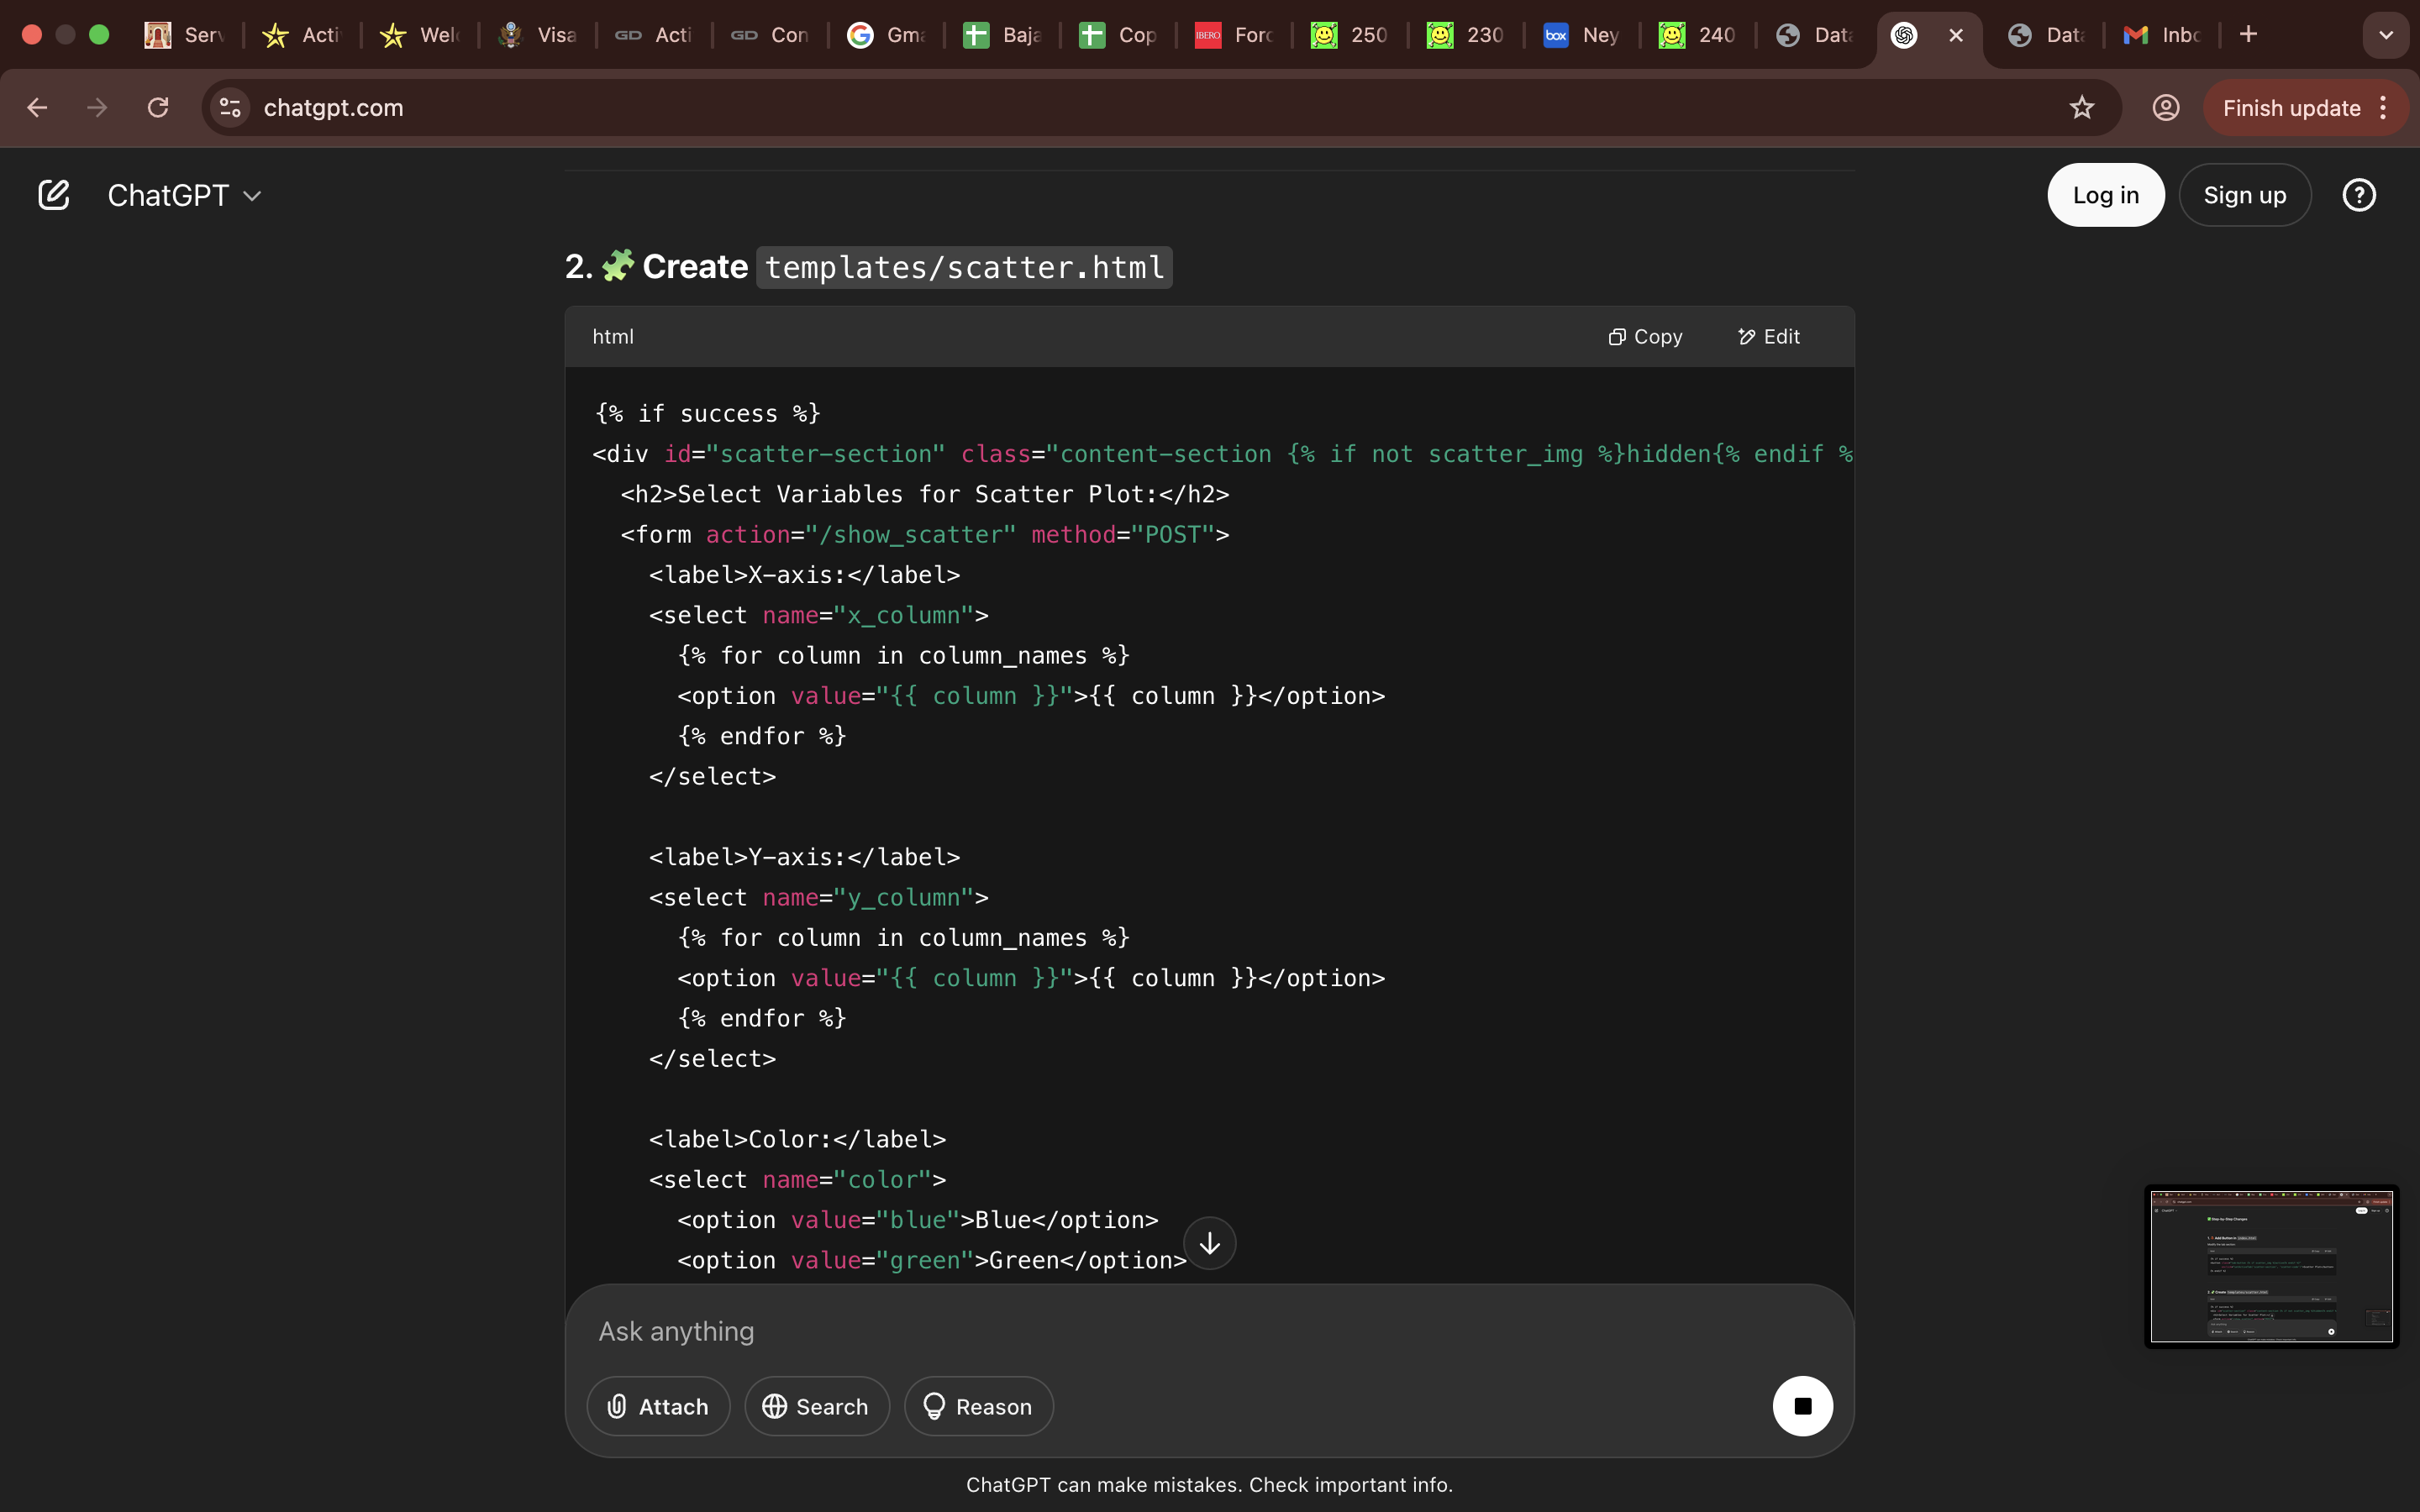 Serv
Acti
Welc
Visa
GD Acti
GD Con
Gma
Baja
Cop
IBERO Forc
250
230
box Ney
240
Data
Data
Inbo
chatgpt.com
Finish update
ChatGPT
Log in
Sign up
2. 🧩 Create templates/scatter.html
html
Copy
Edit
{% if success %}
<div id="scatter-section" class="content-section {% if not scatter_img %}hidden{% endif %
<h2>Select Variables for Scatter Plot:</h2>
<form action="/show_scatter" method="POST">
<label>X-axis:</label>
<select name="x_column">
{% for column in column_names %}
<option value="{{ column }}">{{ column }}</option>
{% endfor %}
</select>
<label>Y-axis:</label>
<select name="y_column">
{% for column in column_names %}
<option value="{{ column }}">{{ column }}</option>
{% endfor %}
</select>
<label>Color:</label>
<select name="color">
<option value="blue">Blue</option>
<option value="green">Green</option>
Ask anything
Attach
Search
Reason
ChatGPT can make mistakes. Check important info.